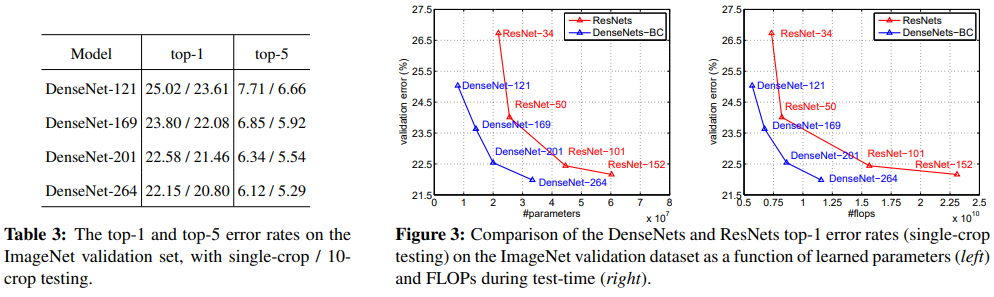 Model top-1 top-5
DenseNet-121 25.02 / 23.61 7.71 / 6.66
DenseNet-169 23.80 / 22.08 6.85 / 5.92
DenseNet-201 22.58 / 21.46 6.34 / 5.54
DenseNet-264 22.15 / 20.80 6.12 / 5.29
Table 3: The top-1 and top-5 error rates on the
ImageNet validation set, with single-crop / 10-
crop testing.
27.5
26.5
25.5
24.5
23.5
22.5
21.5
validation error (%)
ResNets
DenseNets-BC
ResNet-34
DenseNet-121
ResNet-50
DenseNet-169
DenseNet-201
ResNet-101
ResNet-152
DenseNet-264
0 1 2 3 4 5 6 7 8
#parameters
x 10^7
27.5
26.5
25.5
24.5
23.5
22.5
21.5
validation error (%)
ResNets
DenseNets-BC
ResNet-34
DenseNet-121
ResNet-50
DenseNet-169
DenseNet-201
ResNet-101
ResNet-152
DenseNet-264
0.5 0.75 1 1.25 1.5 1.75 2 2.25 2.5
#flops
x 10^10
Figure 3: Comparison of the DenseNets and ResNets top-1 error rates (single-crop
testing) on the ImageNet validation dataset as a function of learned parameters (left)
and FLOPs during test-time (right).